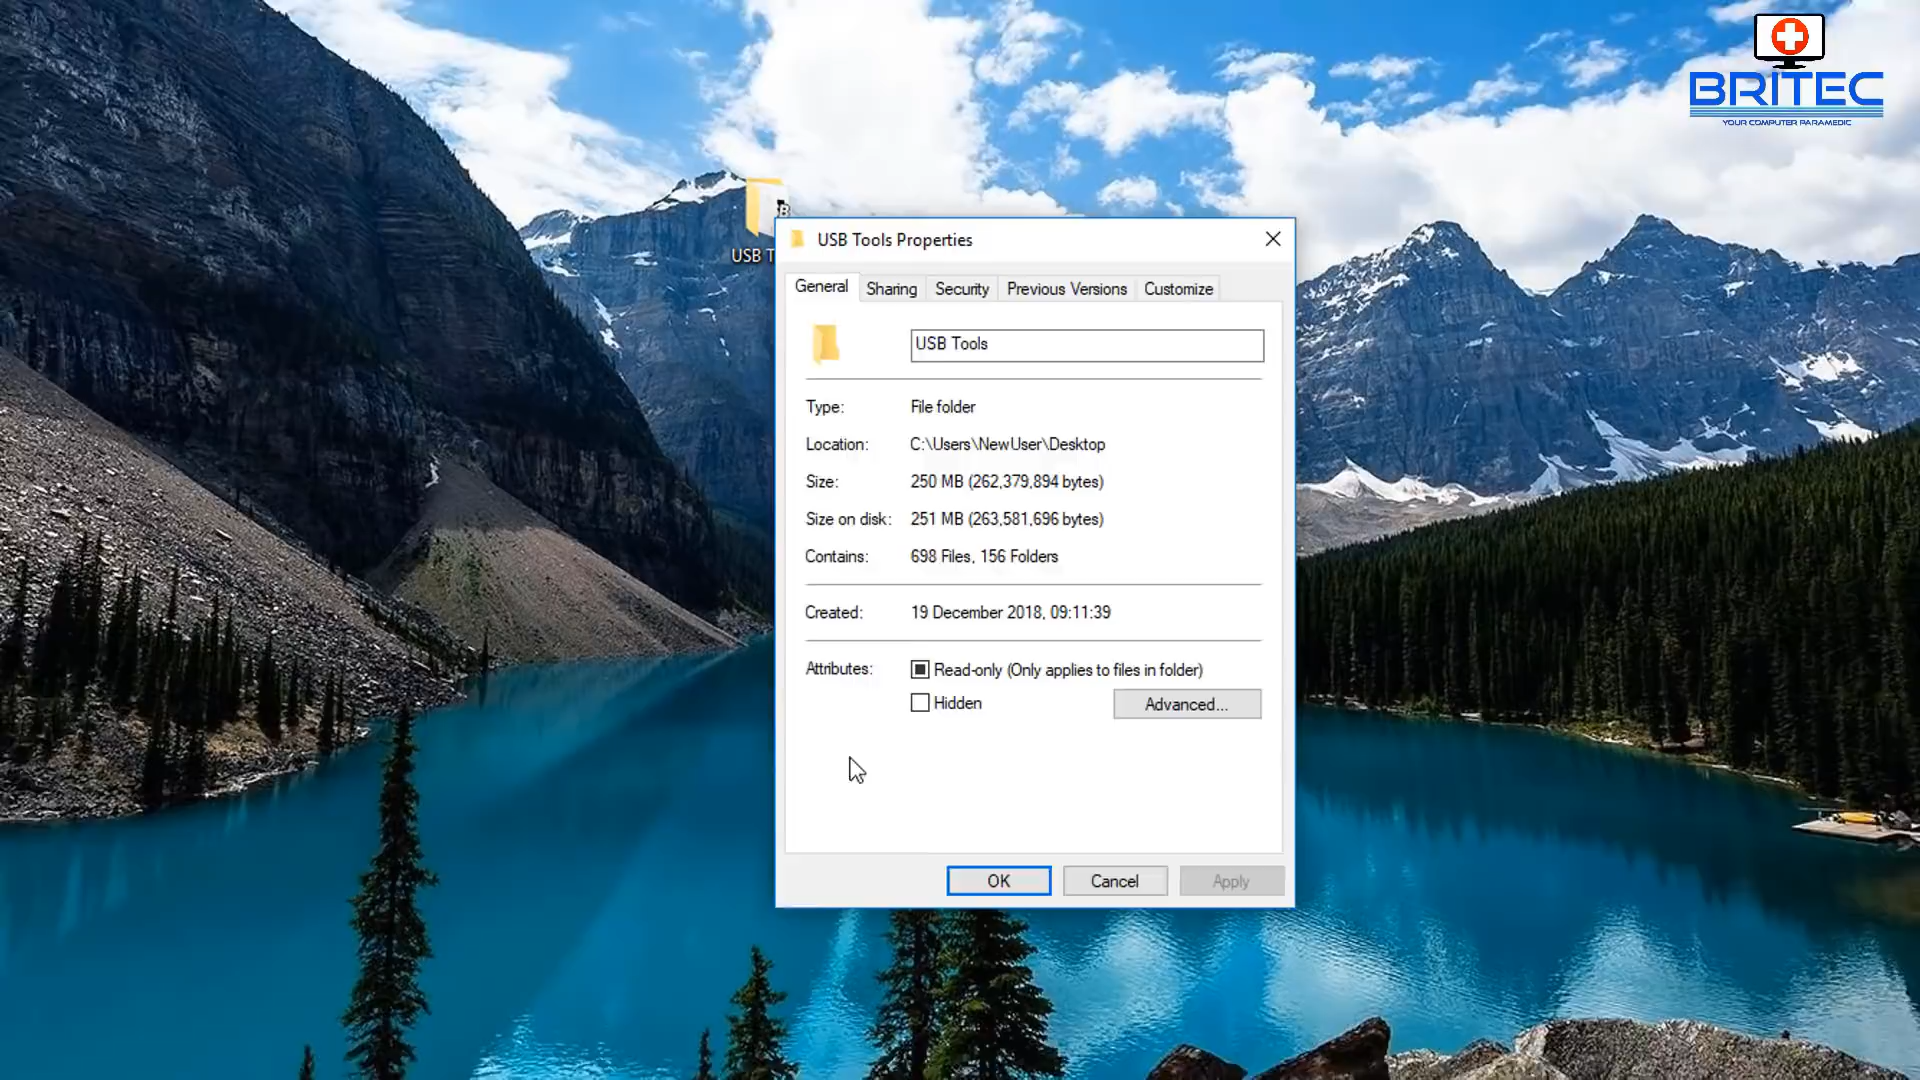 BRITEC
YOUR COMPUTER PARAMEDIC
USB T
USB Tools Properties
General
Sharing
Security
Previous Versions
Customize
USB Tools
Type: File folder
Location: C:\Users\NewUser\Desktop
Size: 250 MB (262,379,894 bytes)
Size on disk: 251 MB (263,581,696 bytes)
Contains: 698 Files, 156 Folders
Created: 19 December 2018, 09:11:39
Attributes: Read-only (Only applies to files in folder)
Hidden
Advanced...
OK
Cancel
Apply